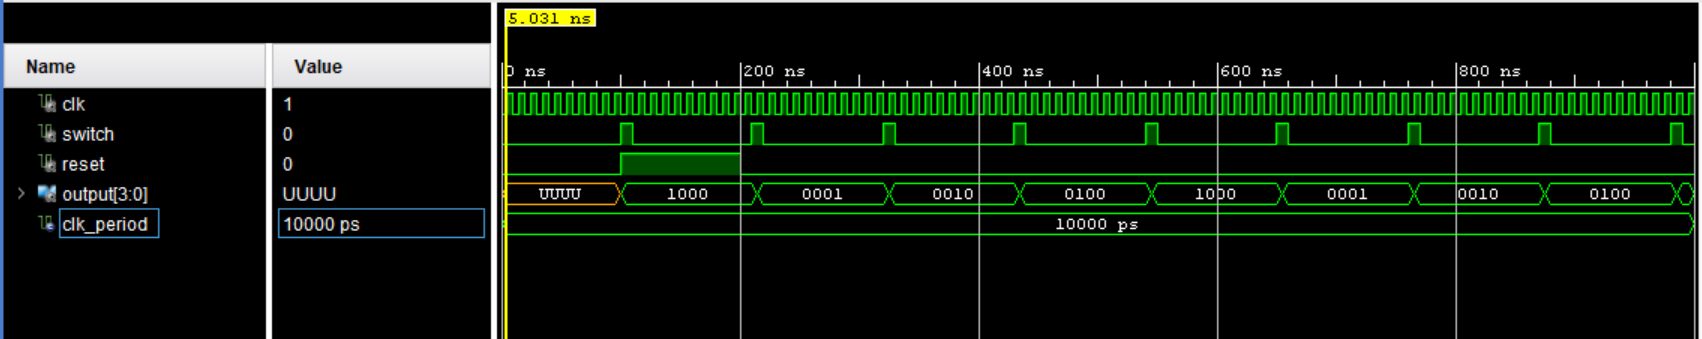 5.031 ns
Name Value
0 ns 200 ns 400 ns 600 ns 800 ns
clk 1
switch 0
reset 0
output[3:0] UUUU UUUU 1000 0001 0010 0100 1000 0001 0010 0100
clk_period 10000 ps 10000 ps